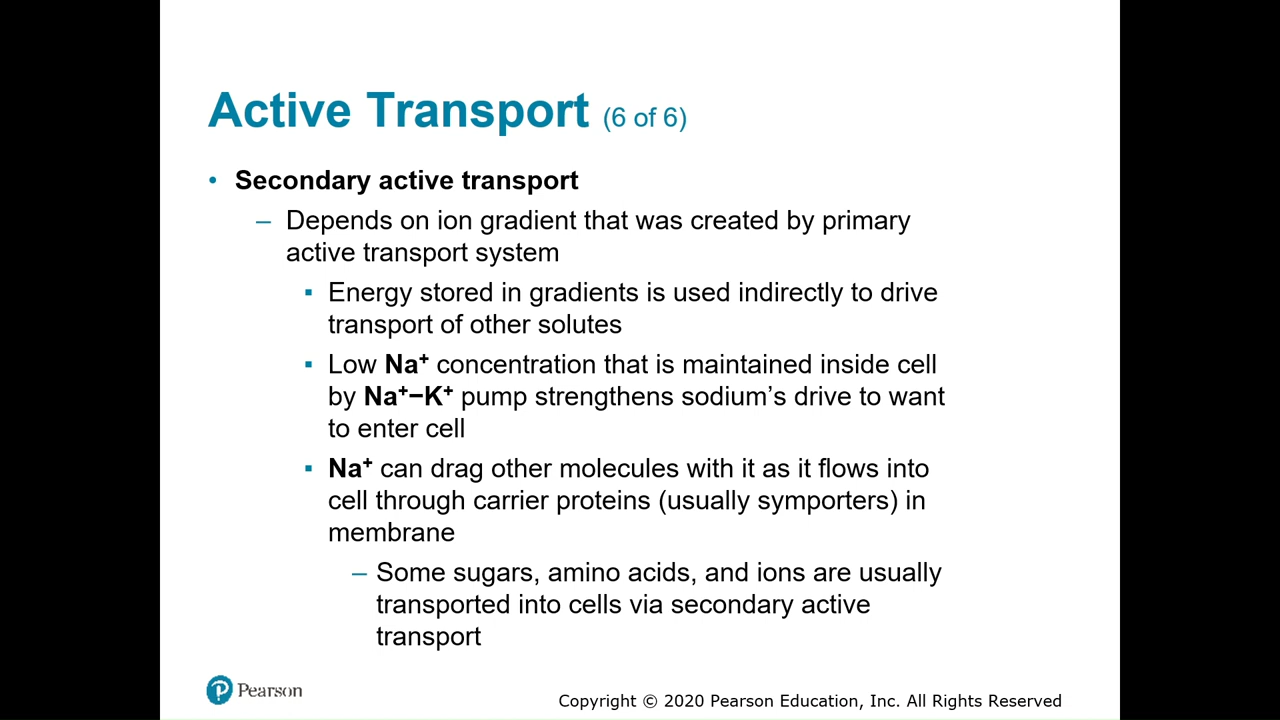 Active Transport (6 of 6)
• Secondary active transport
– Depends on ion gradient that was created by primary
active transport system
▪ Energy stored in gradients is used indirectly to drive
transport of other solutes
▪ Low Na⁺ concentration that is maintained inside cell
by Na⁺−K⁺ pump strengthens sodium’s drive to want
to enter cell
▪ Na⁺ can drag other molecules with it as it flows into
cell through carrier proteins (usually symporters) in
membrane
– Some sugars, amino acids, and ions are usually
transported into cells via secondary active
transport
P Pearson
Copyright © 2020 Pearson Education, Inc. All Rights Reserved